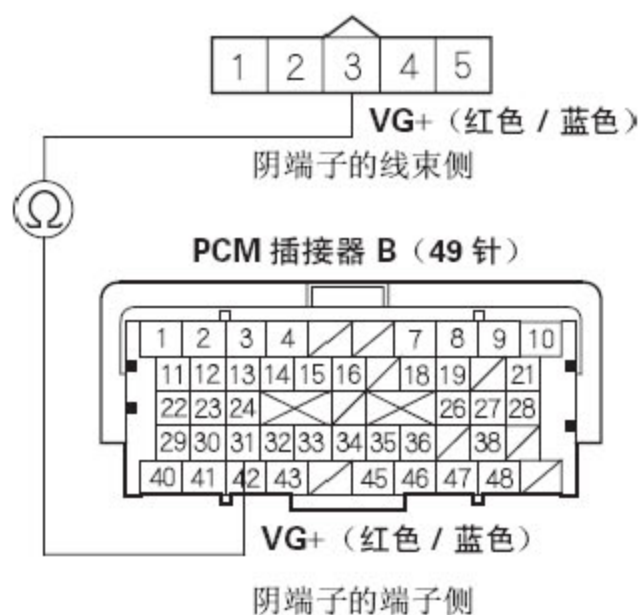 1 2 3 4 5
VG+（红色 / 蓝色）
阴端子的线束侧
Ω
PCM 插接器 B（49 针）
1 2 3 4 7 8 9 10
11 12 13 14 15 16 18 19 21
22 23 24 26 27 28
29 30 31 32 33 34 35 36 38
40 41 42 43 45 46 47 48
VG+（红色 / 蓝色）
阴端子的端子侧